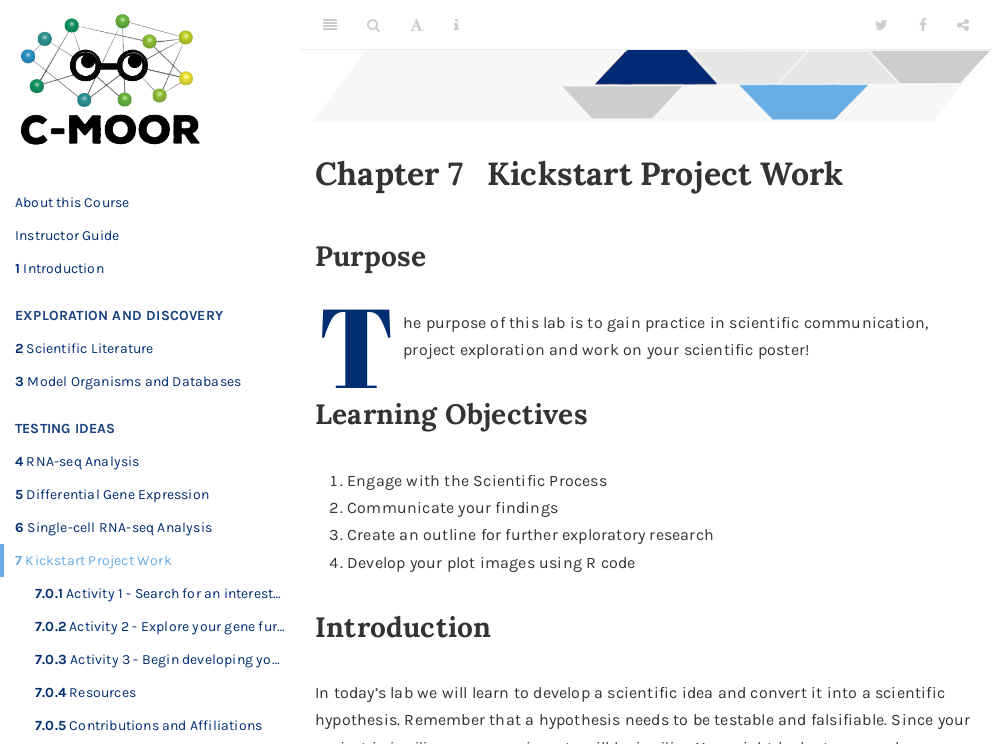 C-MOOR
About this Course
Instructor Guide
1 Introduction
EXPLORATION AND DISCOVERY
2 Scientific Literature
3 Model Organisms and Databases
TESTING IDEAS
4 RNA-seq Analysis
5 Differential Gene Expression
6 Single-cell RNA-seq Analysis
7 Kickstart Project Work
7.0.1 Activity 1 - Search for an interest…
7.0.2 Activity 2 - Explore your gene fur…
7.0.3 Activity 3 - Begin developing yo…
7.0.4 Resources
7.0.5 Contributions and Affiliations
Chapter 7 Kickstart Project Work
Purpose
The purpose of this lab is to gain practice in scientific communication,
project exploration and work on your scientific poster!
Learning Objectives
1. Engage with the Scientific Process
2. Communicate your findings
3. Create an outline for further exploratory research
4. Develop your plot images using R code
Introduction
In today’s lab we will learn to develop a scientific idea and convert it into a scientific
hypothesis. Remember that a hypothesis needs to be testable and falsifiable. Since your